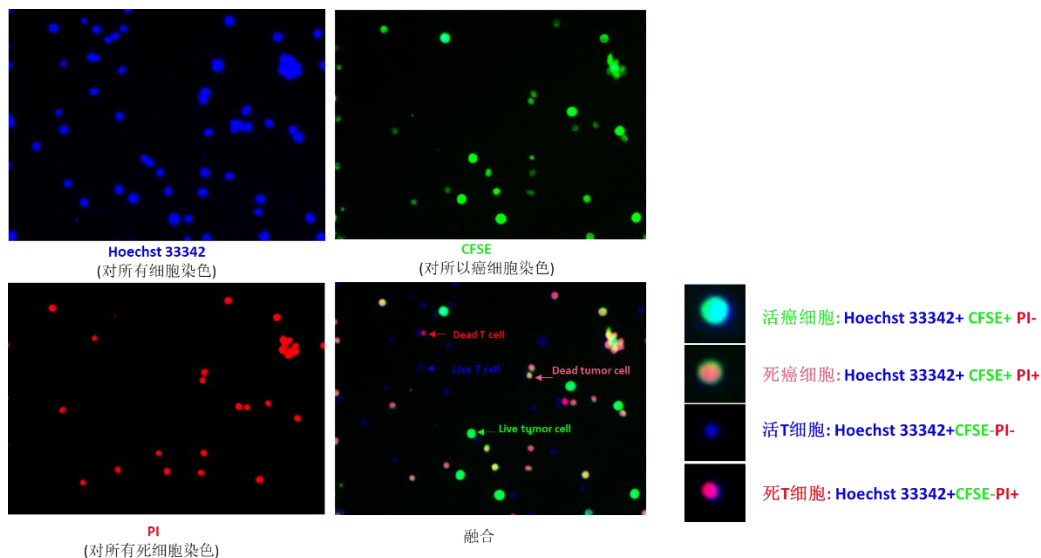 Hoechst 33342
(对所有细胞染色)
CFSE
(对所以癌细胞染色)
Dead T cell
Live T cell
Dead tumor cell
Live tumor cell
PI
(对所有死细胞染色)
融合
活癌细胞: Hoechst 33342+ CFSE+ PI-
死癌细胞: Hoechst 33342+ CFSE+ PI+
活T细胞: Hoechst 33342+CFSE-PI-
死T细胞: Hoechst 33342+CFSE-PI+